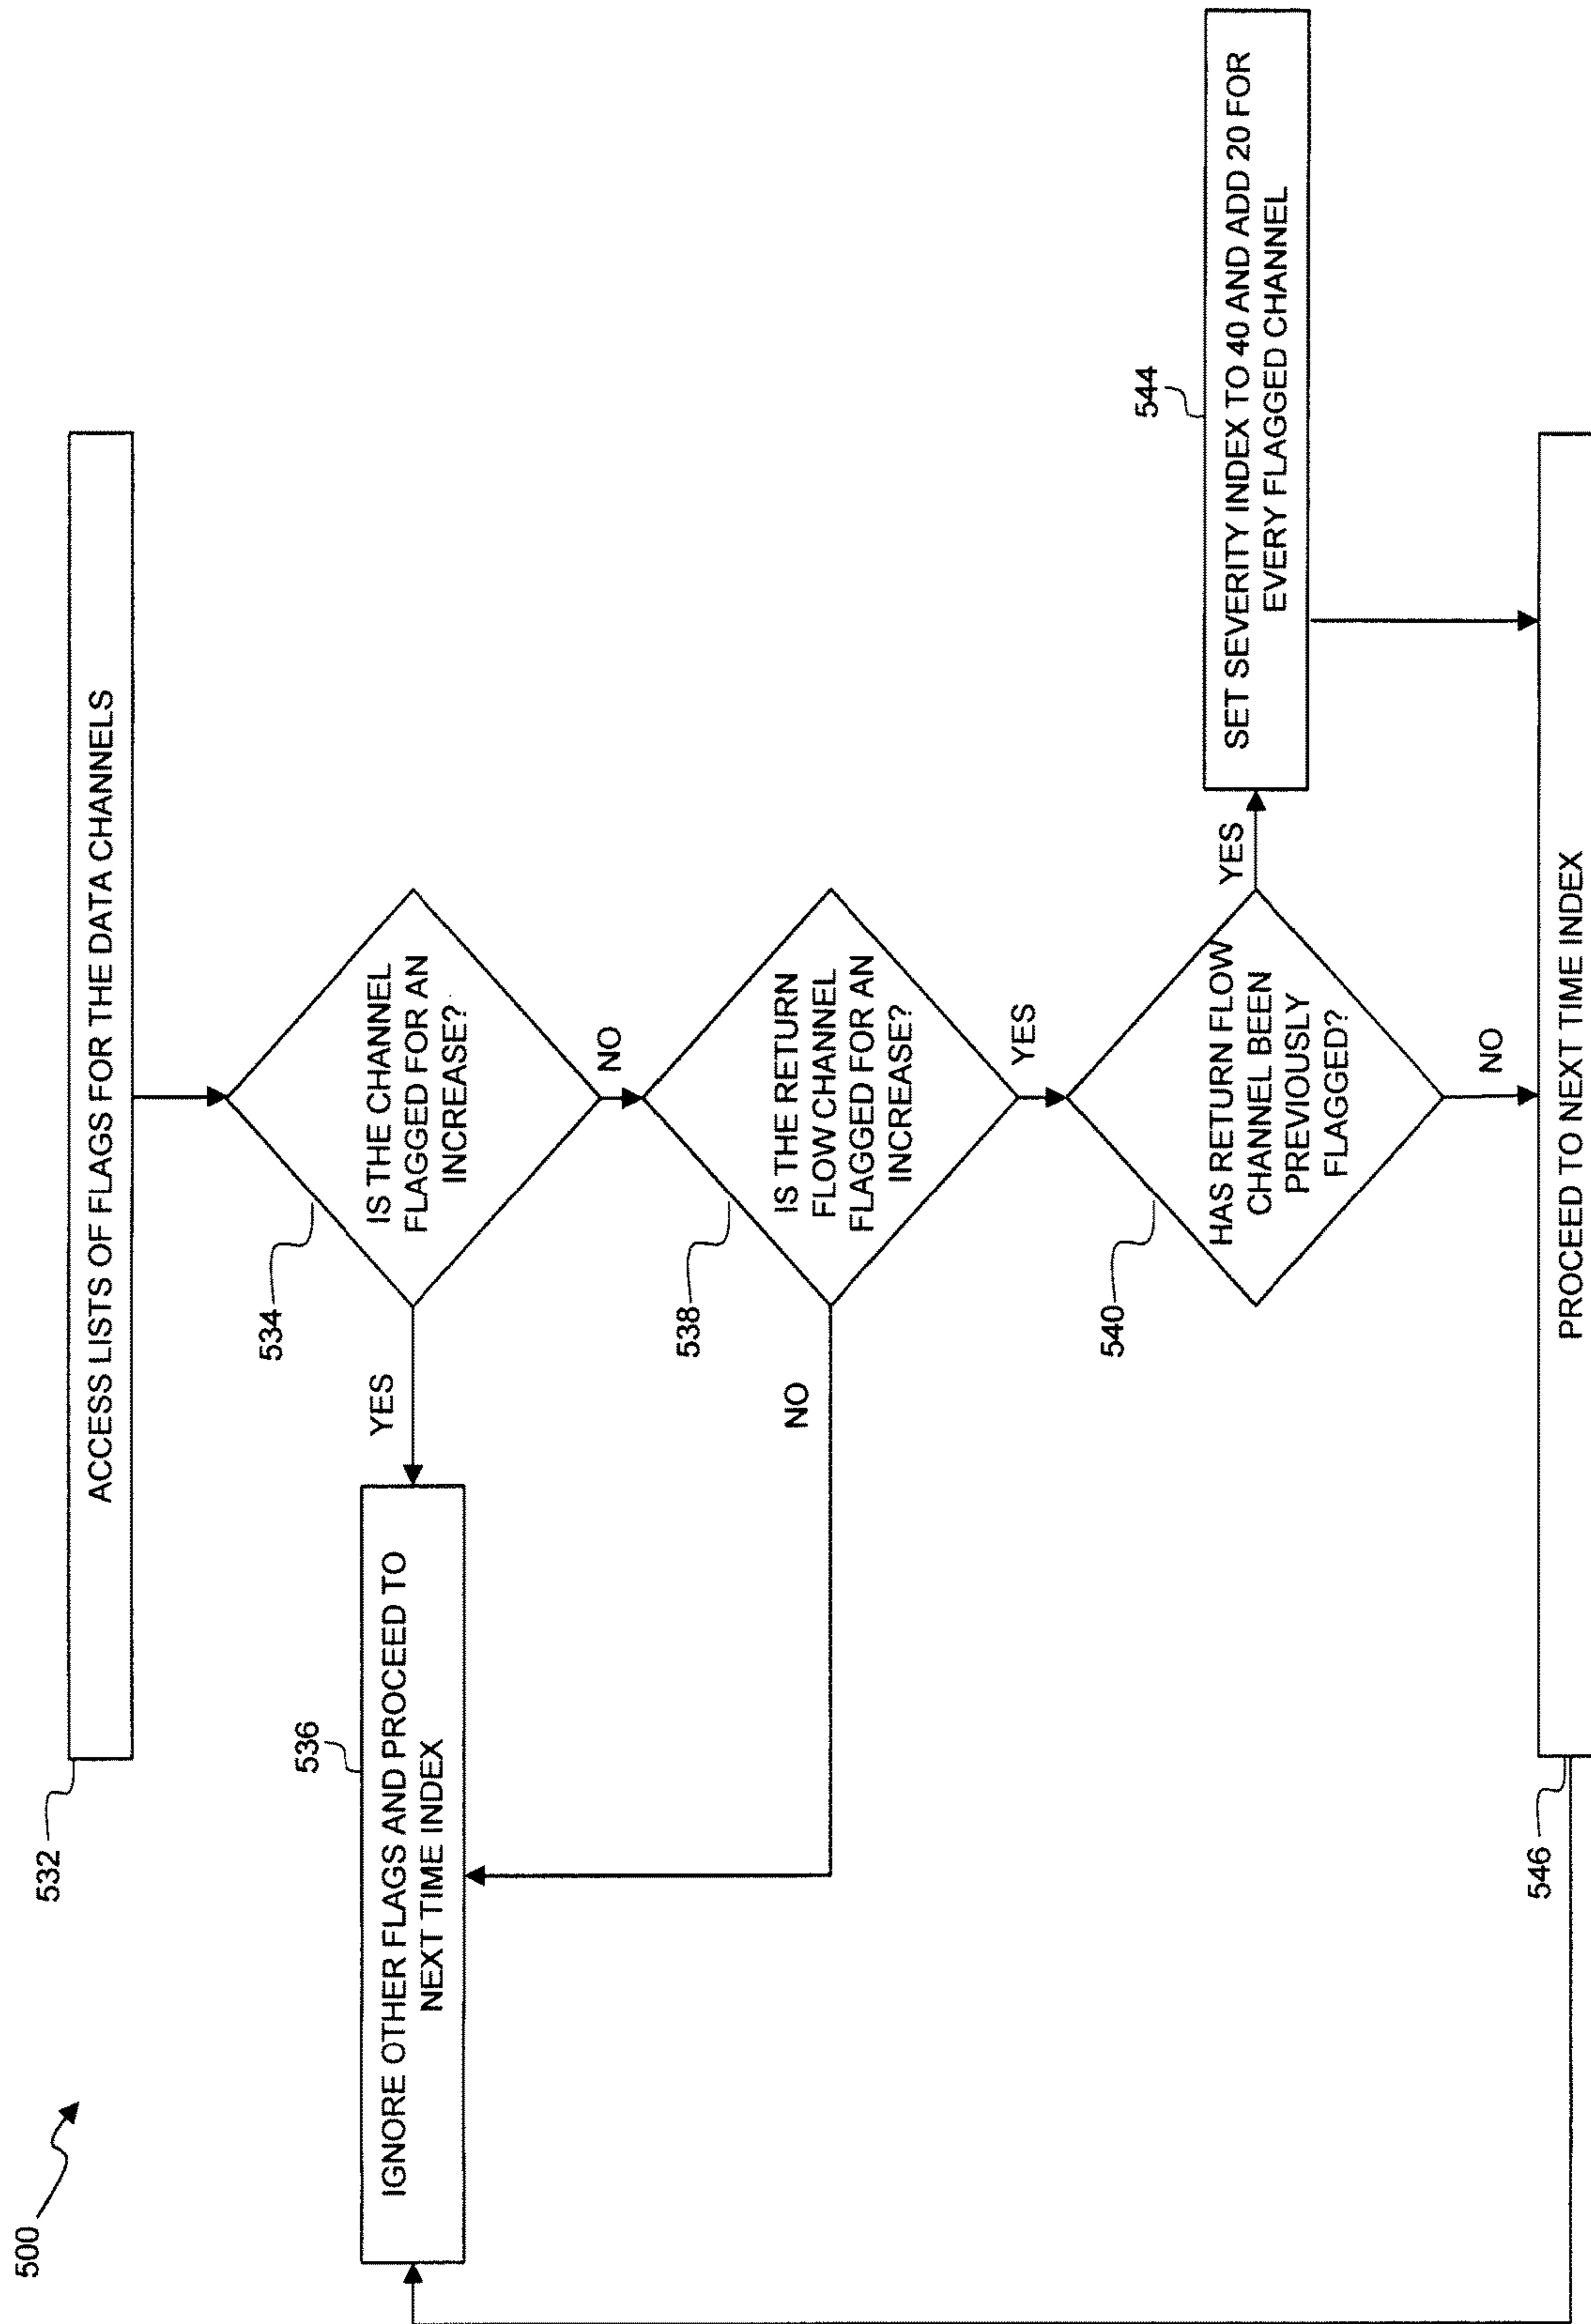 500
532
ACCESS LISTS OF FLAGS FOR THE DATA CHANNELS
534
IS THE CHANNEL
FLAGGED FOR AN
INCREASE?
YES
NO
536
IGNORE OTHER FLAGS AND PROCEED TO
NEXT TIME INDEX
538
IS THE RETURN
FLOW CHANNEL
FLAGGED FOR AN
INCREASE?
NO
YES
540
HAS RETURN FLOW
CHANNEL BEEN
PREVIOUSLY
FLAGGED?
YES
NO
544
SET SEVERITY INDEX TO 40 AND ADD 20 FOR
EVERY FLAGGED CHANNEL
546
PROCEED TO NEXT TIME INDEX